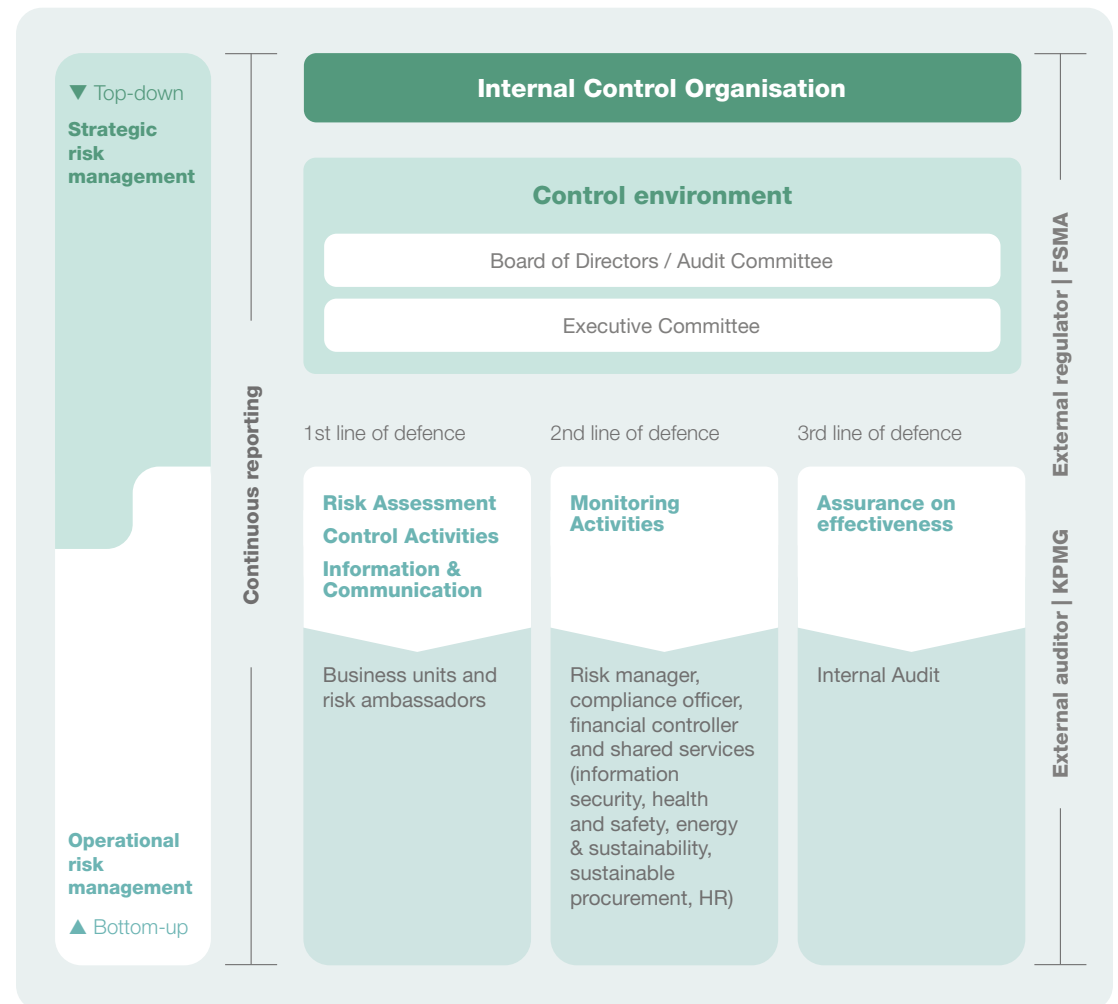 ▼ Top-down
Strategic
risk
management
Operational
risk
management
▲ Bottom-up
Continuous reporting
Internal Control Organisation
Control environment
Board of Directors / Audit Committee
Executive Committee
1st line of defence
Risk Assessment
Control Activities
Information &
Communication
Business units and
risk ambassadors
2nd line of defence
Monitoring
Activities
Risk manager,
compliance officer,
financial controller
and shared services
(information
security, health
and safety, energy
& sustainability,
sustainable
procurement, HR)
3rd line of defence
Assurance on
effectiveness
Internal Audit
External auditor | KPMG
External regulator | FSMA